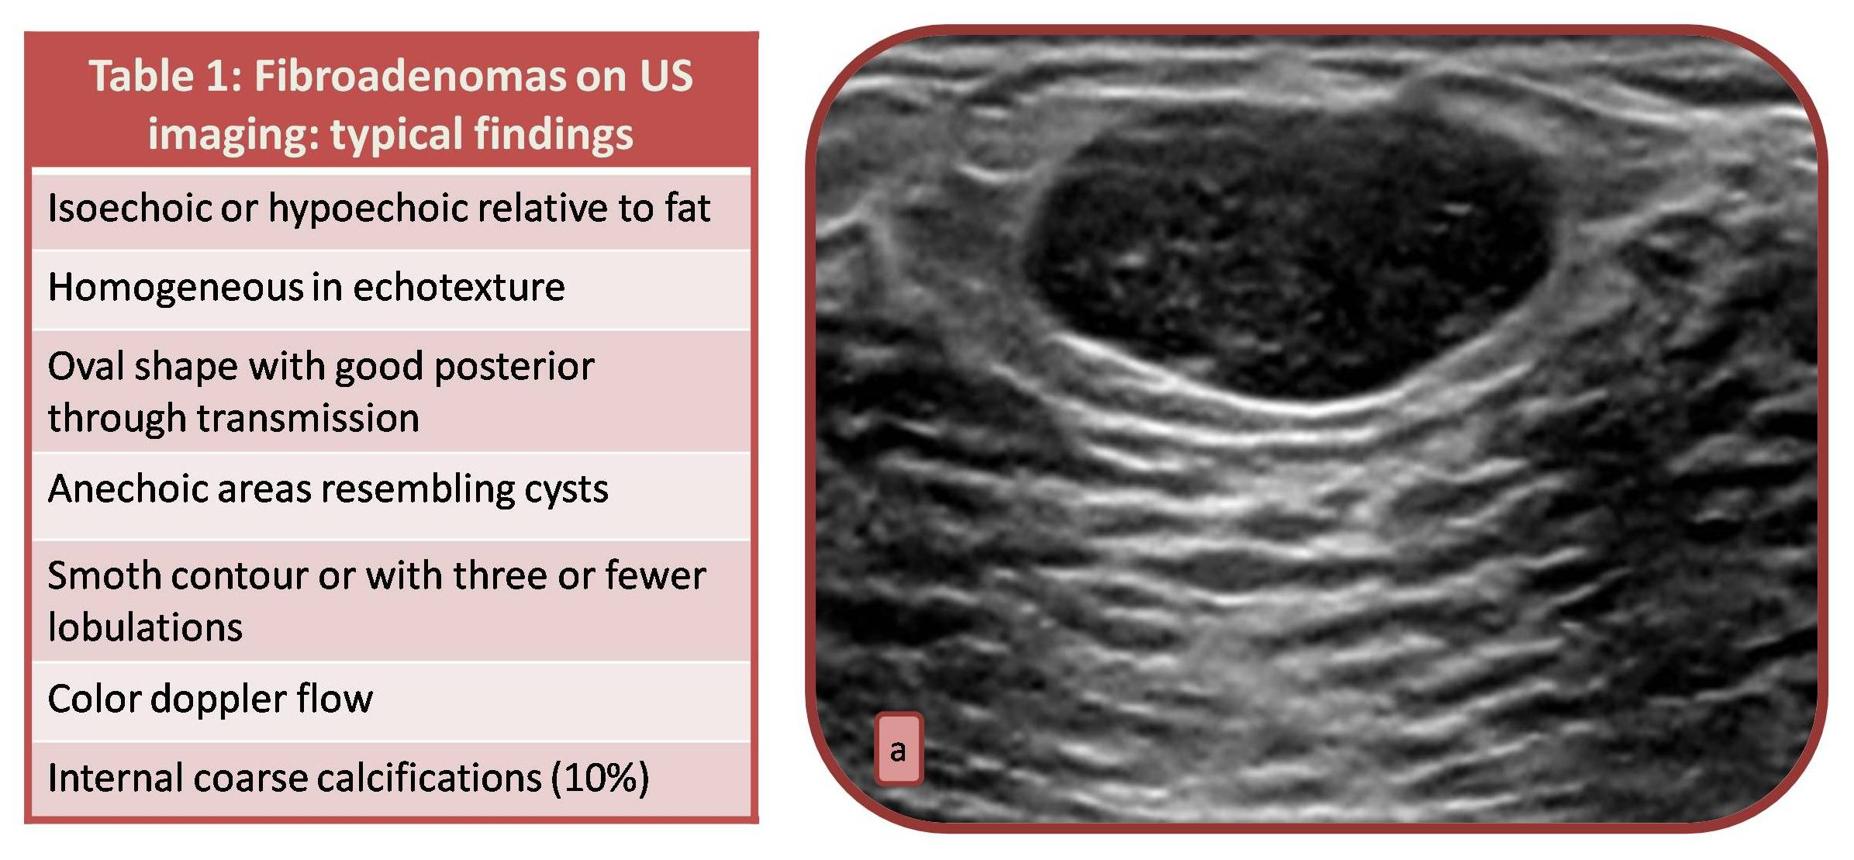 Table 1: Fibroadenomas on US
imaging: typical findings
Isoechoic or hypoechoic relative to fat
Homogeneous in echotexture
Oval shape with good posterior
through transmission
Anechoic areas resembling cysts
Smoth contour or with three or fewer
lobulations
Color doppler flow
Internal coarse calcifications (10%)
a